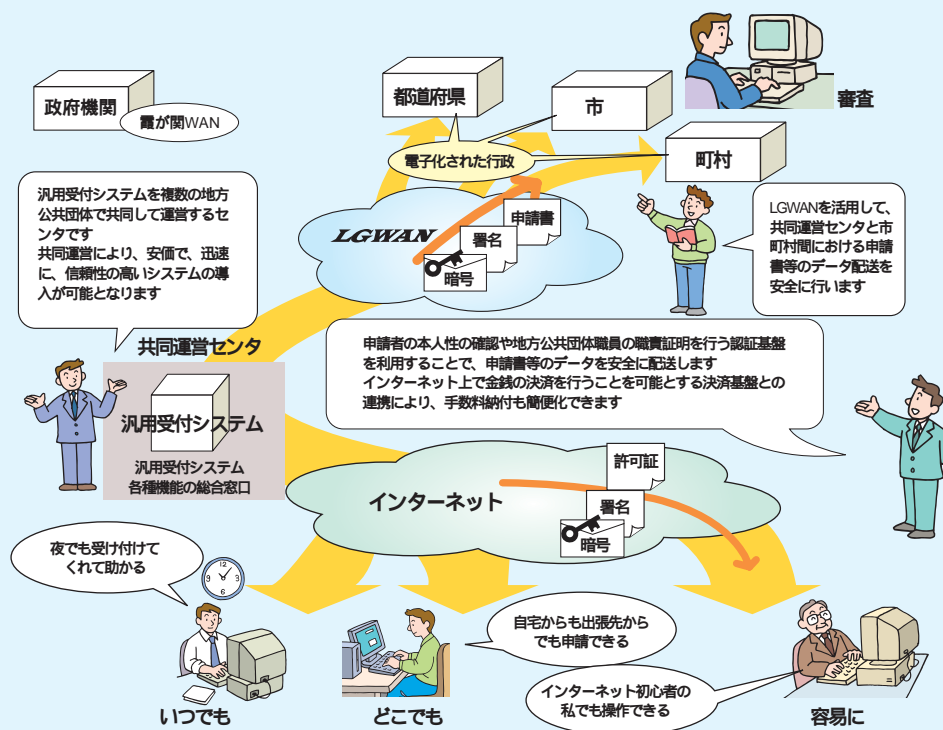 政府機関
霞が関WAN
都道府県
市
町村
審査
電子化された行政
汎用受付システムを複数の地方
公共団体で共同して運営するセ
ンタです
共同運営により、安価で、迅速
に、信頼性の高いシステムの導
入が可能となります
LGWAN
申請書
署名
暗号
LGWANを活用して、
共同運営センタと市
町村間における申請
書等のデータ配送を
安全に行います
共同運営センタ
汎用受付システム
汎用受付システム
各種機能の総合窓口
申請者の本人性の確認や地方公共団体職員の職責証明を行う認証基盤
を利用することで、申請書等のデータを安全に配送します
インターネット上で金銭の決済を行うことを可能とする決済基盤との
連携により、手数料納付も簡便化できます
インターネット
許可証
署名
暗号
夜でも受け付けて
くれて助かる
12
3
6
9
自宅からも出張先から
でも申請できる
インターネット初心者の
私でも操作できる
いつでも
どこでも
容易に